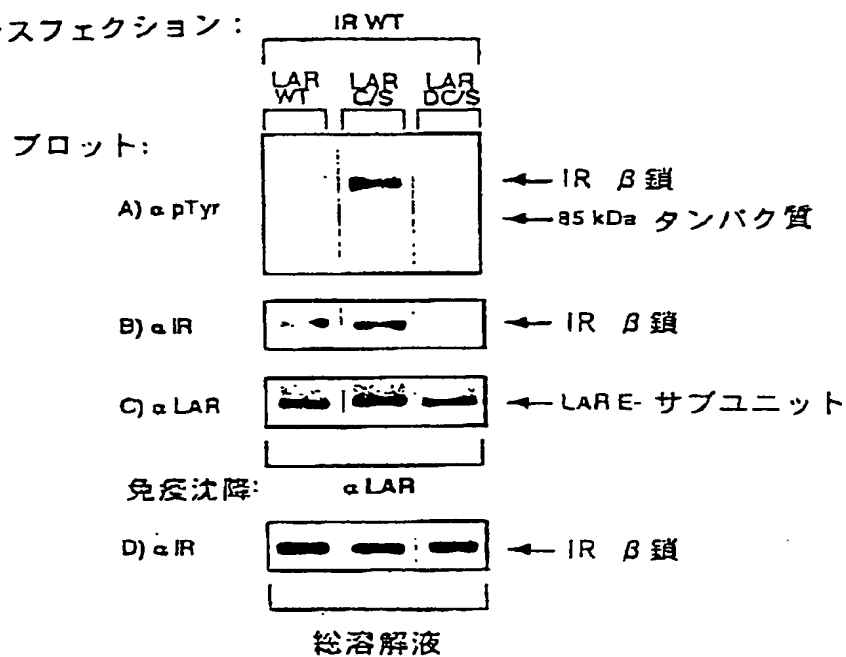 スフェクション: IR WT
LAR WT LAR C/S LAR DC/S
ブロット:
A) α pTyr
IR β鎖
85 kDa タンパク質
B) α IR
IR β鎖
C) α LAR
LAR E- サブユニット
免疫沈降: α LAR
D) α IR
IR β鎖
総溶解液